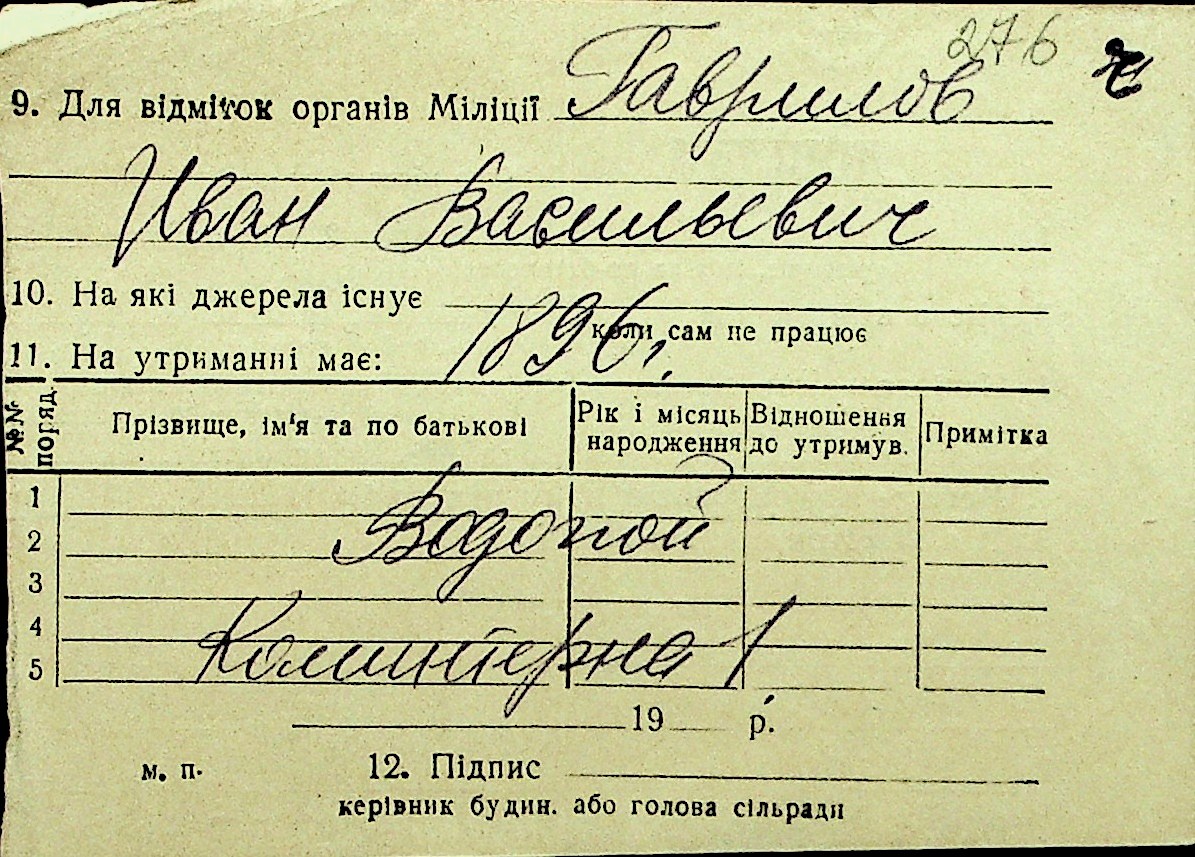 276
9. Для відміток органів Міліції Гаврилов
Иван Васильевич
10. На які джерела існує
коли сам не працює
11. На утриманні має: 1896 г.
№№ поряд. Прізвище, ім'я та по батькові Рік і місяць народження Відношення до утримув. Примітка
1
2 Водопой
3
4 Коминтерна 1
5
19 р.
м. п. 12. Підпис
керівник будин. або голова сільради